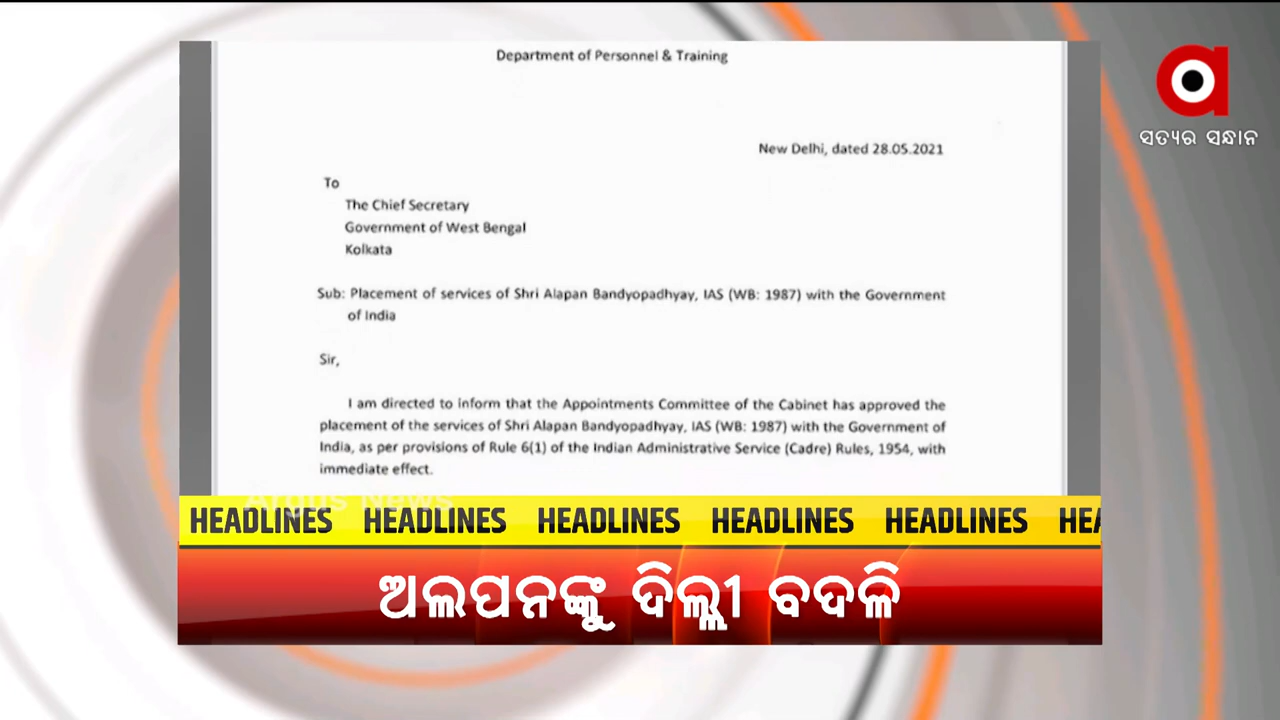 Department of Personnel & Training
ସତ୍ୟର ସନ୍ଧାନ
New Delhi, dated 28.05.2021
To
The Chief Secretary
Government of West Bengal
Kolkata
Sub: Placement of services of Shri Alapan Bandyopadhyay, IAS (WB: 1987) with the Government
of India
Sir,
I am directed to inform that the Appointments Committee of the Cabinet has approved the
placement of the services of Shri Alapan Bandyopadhyay, IAS (WB: 1987) with the Government of
India, as per provisions of Rule 6(1) of the Indian Administrative Service (Cadre) Rules, 1954, with
immediate effect.
Argus News
HEADLINES HEADLINES HEADLINES HEADLINES HEADLINES HEA
ଅଲପନଙ୍କୁ ଦିଲ୍ଲୀ ବଦଳି